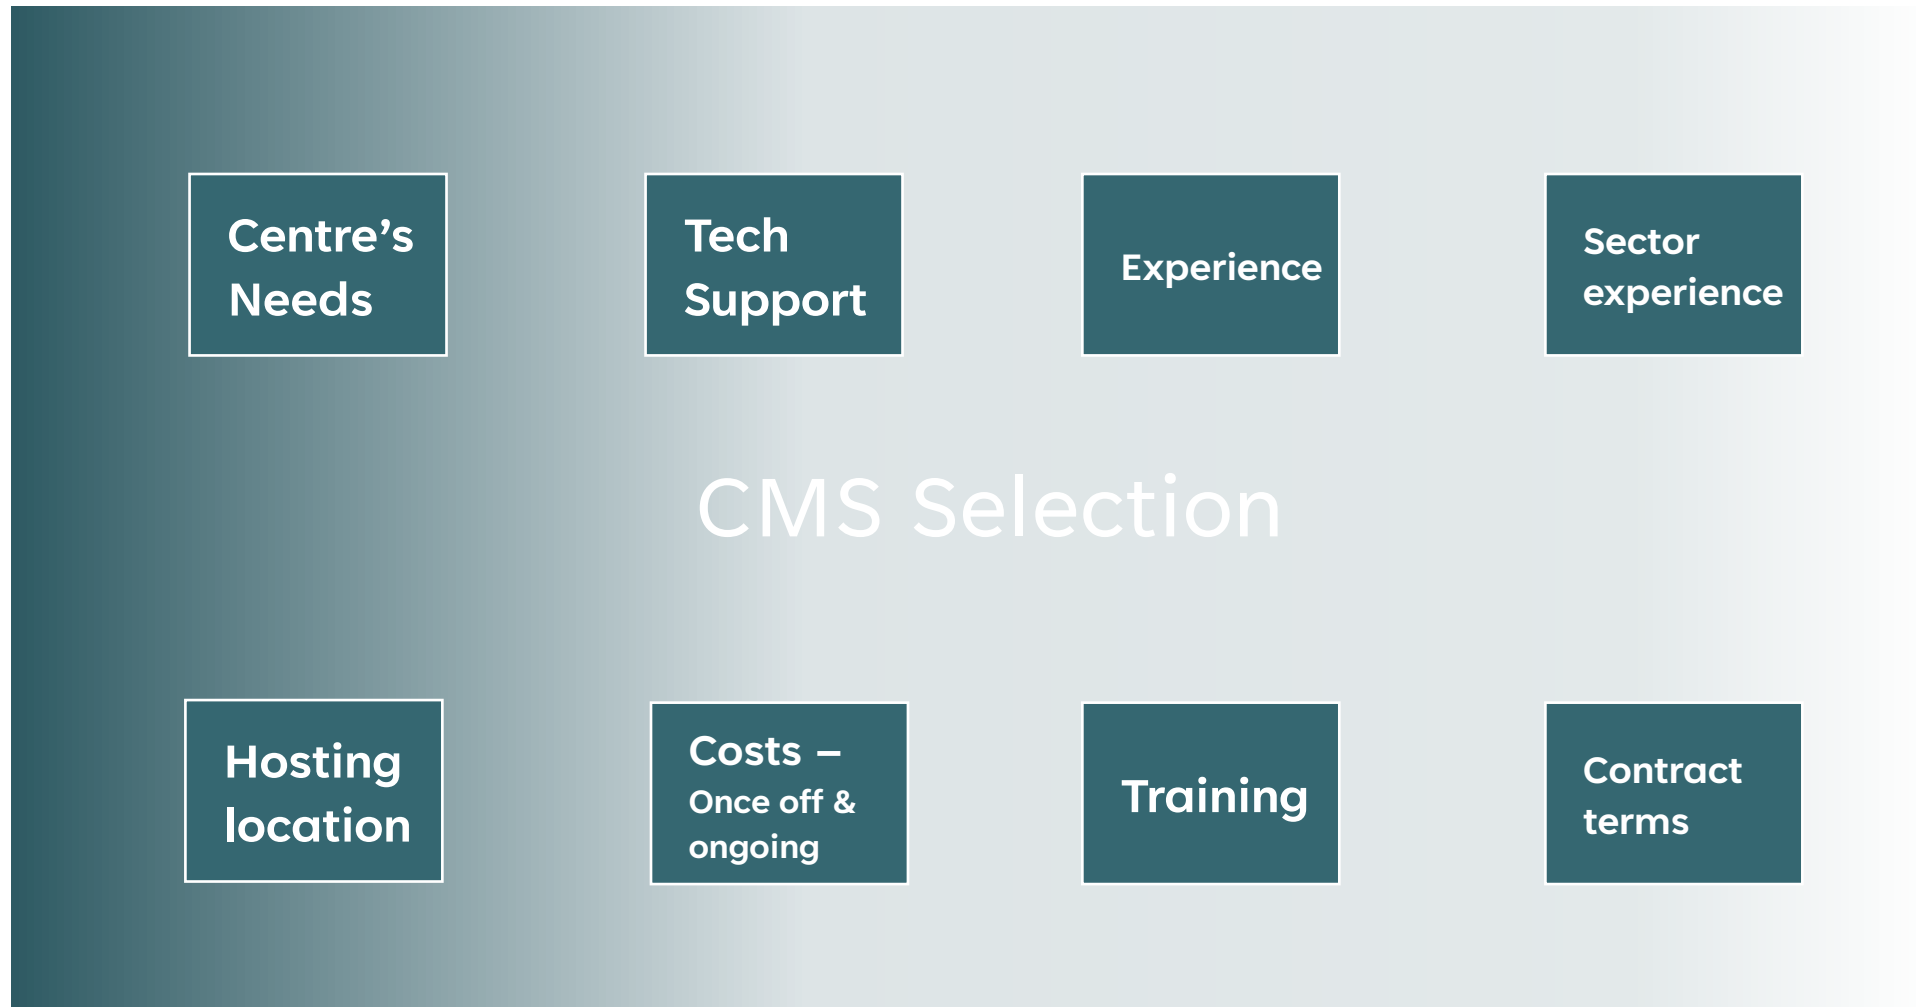 Centre’s
Needs
Tech
Support
Experience
Sector
experience
CMS Selection
Hosting
location
Costs –
Once off &
ongoing
Training
Contract
terms